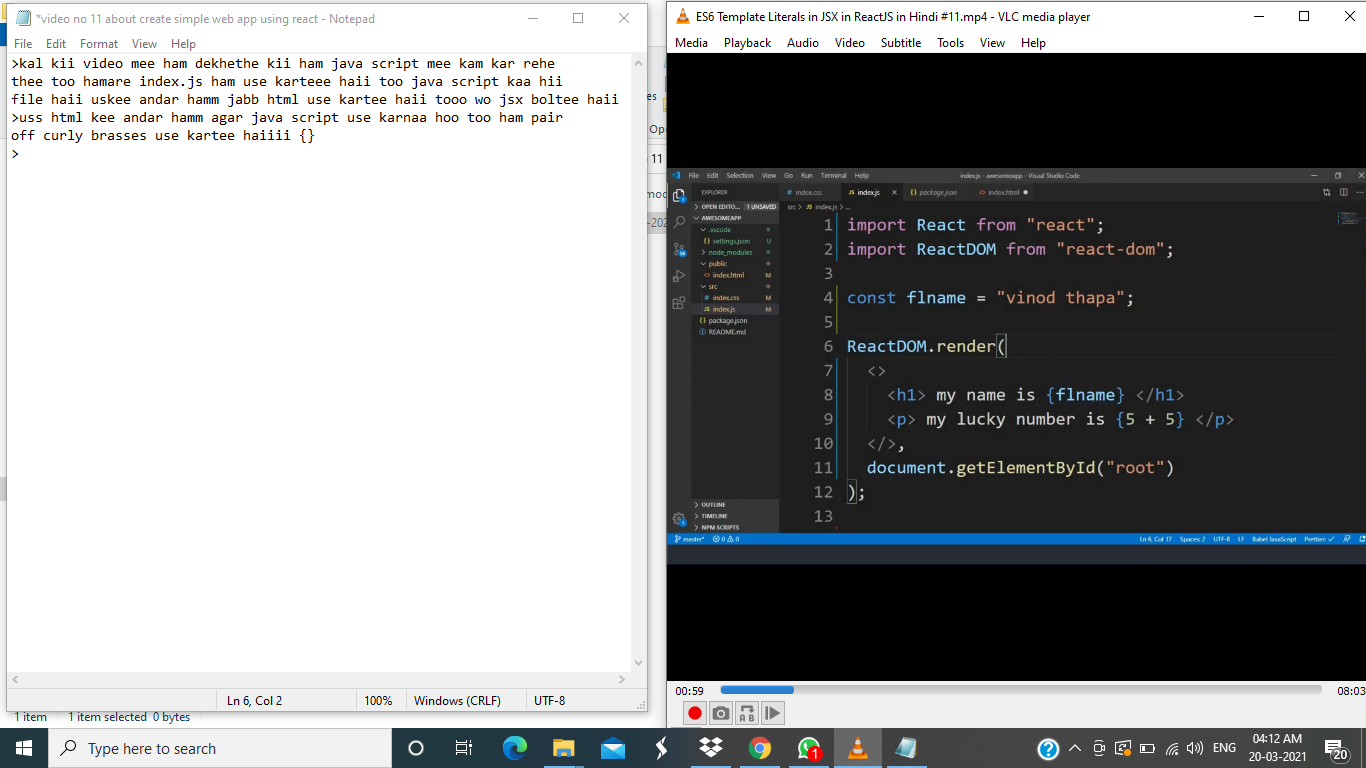 *video no 11 about create simple web app using react - Notepad
File Edit Format View Help
>kal kii video mee ham dekhethe kii ham java script mee kam kar rehe
thee too hamare index.js ham use karteee haii too java script kaa hii
file haii uskee andar hamm jabb html use kartee haii tooo wo jsx boltee haii
>uss html kee andar hamm agar java script use karnaa hoo too ham pair
off curly brasses use kartee haiiii {}
>
Ln 6, Col 2 100% Windows (CRLF) UTF-8
1 item 1 item selected 0 bytes
es
Op
11
mod
-202
ES6 Template Literals in JSX in ReactJS in Hindi #11.mp4 - VLC media player
Media Playback Audio Video Subtitle Tools View Help
File Edit Selection View Go Run Terminal Help index.js - awesomeapp - Visual Studio Code
EXPLORER
OPEN EDITO... 1 UNSAVED
AWESOMEAPP
.vscode
settings.json U
node_modules
public
index.html M
src
index.css M
index.js M
package.json
README.md
OUTLINE
TIMELINE
NPM SCRIPTS
index.css index.js package.json index.html
src > JS index.js > ...
1 import React from "react";
2 import ReactDOM from "react-dom";
3
4 const flname = "vinod thapa";
5
6 ReactDOM.render(
7 <>
8 <h1> my name is {flname} </h1>
9 <p> my lucky number is {5 + 5} </p>
10 </>,
11 document.getElementById("root")
12 );
13
master* 0 0 Ln 6, Col 17 Spaces: 2 UTF-8 LF Babel JavaScript Prettier: ✓
00:59 08:03
Type here to search
1
ENG
04:12 AM
20-03-2021
20